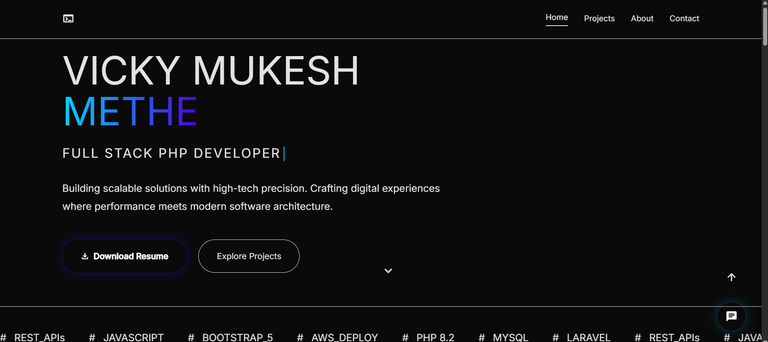 Home Projects About Contact
VICKY MUKESH
METHE
FULL STACK PHP DEVELOPER
Building scalable solutions with high-tech precision. Crafting digital experiences
where performance meets modern software architecture.
Download Resume Explore Projects
# REST_APIs # JAVASCRIPT # BOOTSTRAP_5 # AWS_DEPLOY # PHP 8.2 # MYSQL # LARAVEL # REST_APIs # JAVA